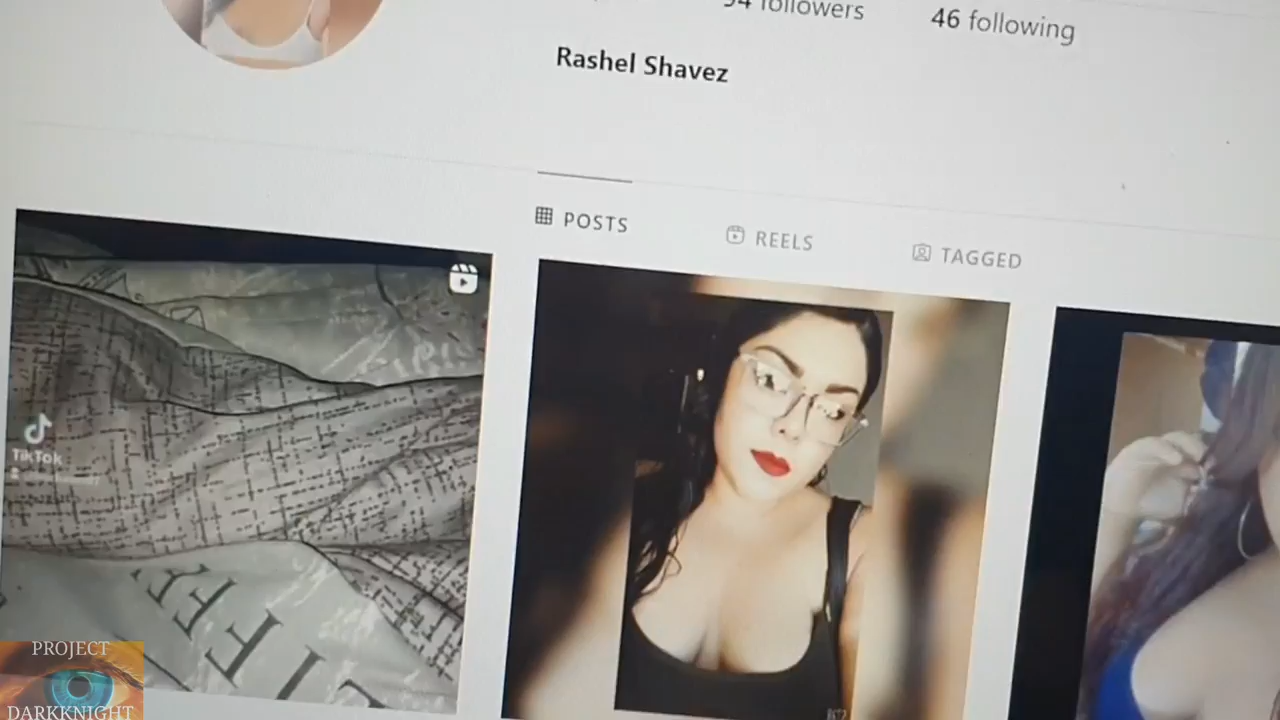 followers
46 following
Rashel Shavez
POSTS
REELS
TAGGED
TikTok
PROJECT
DARKKNIGHT